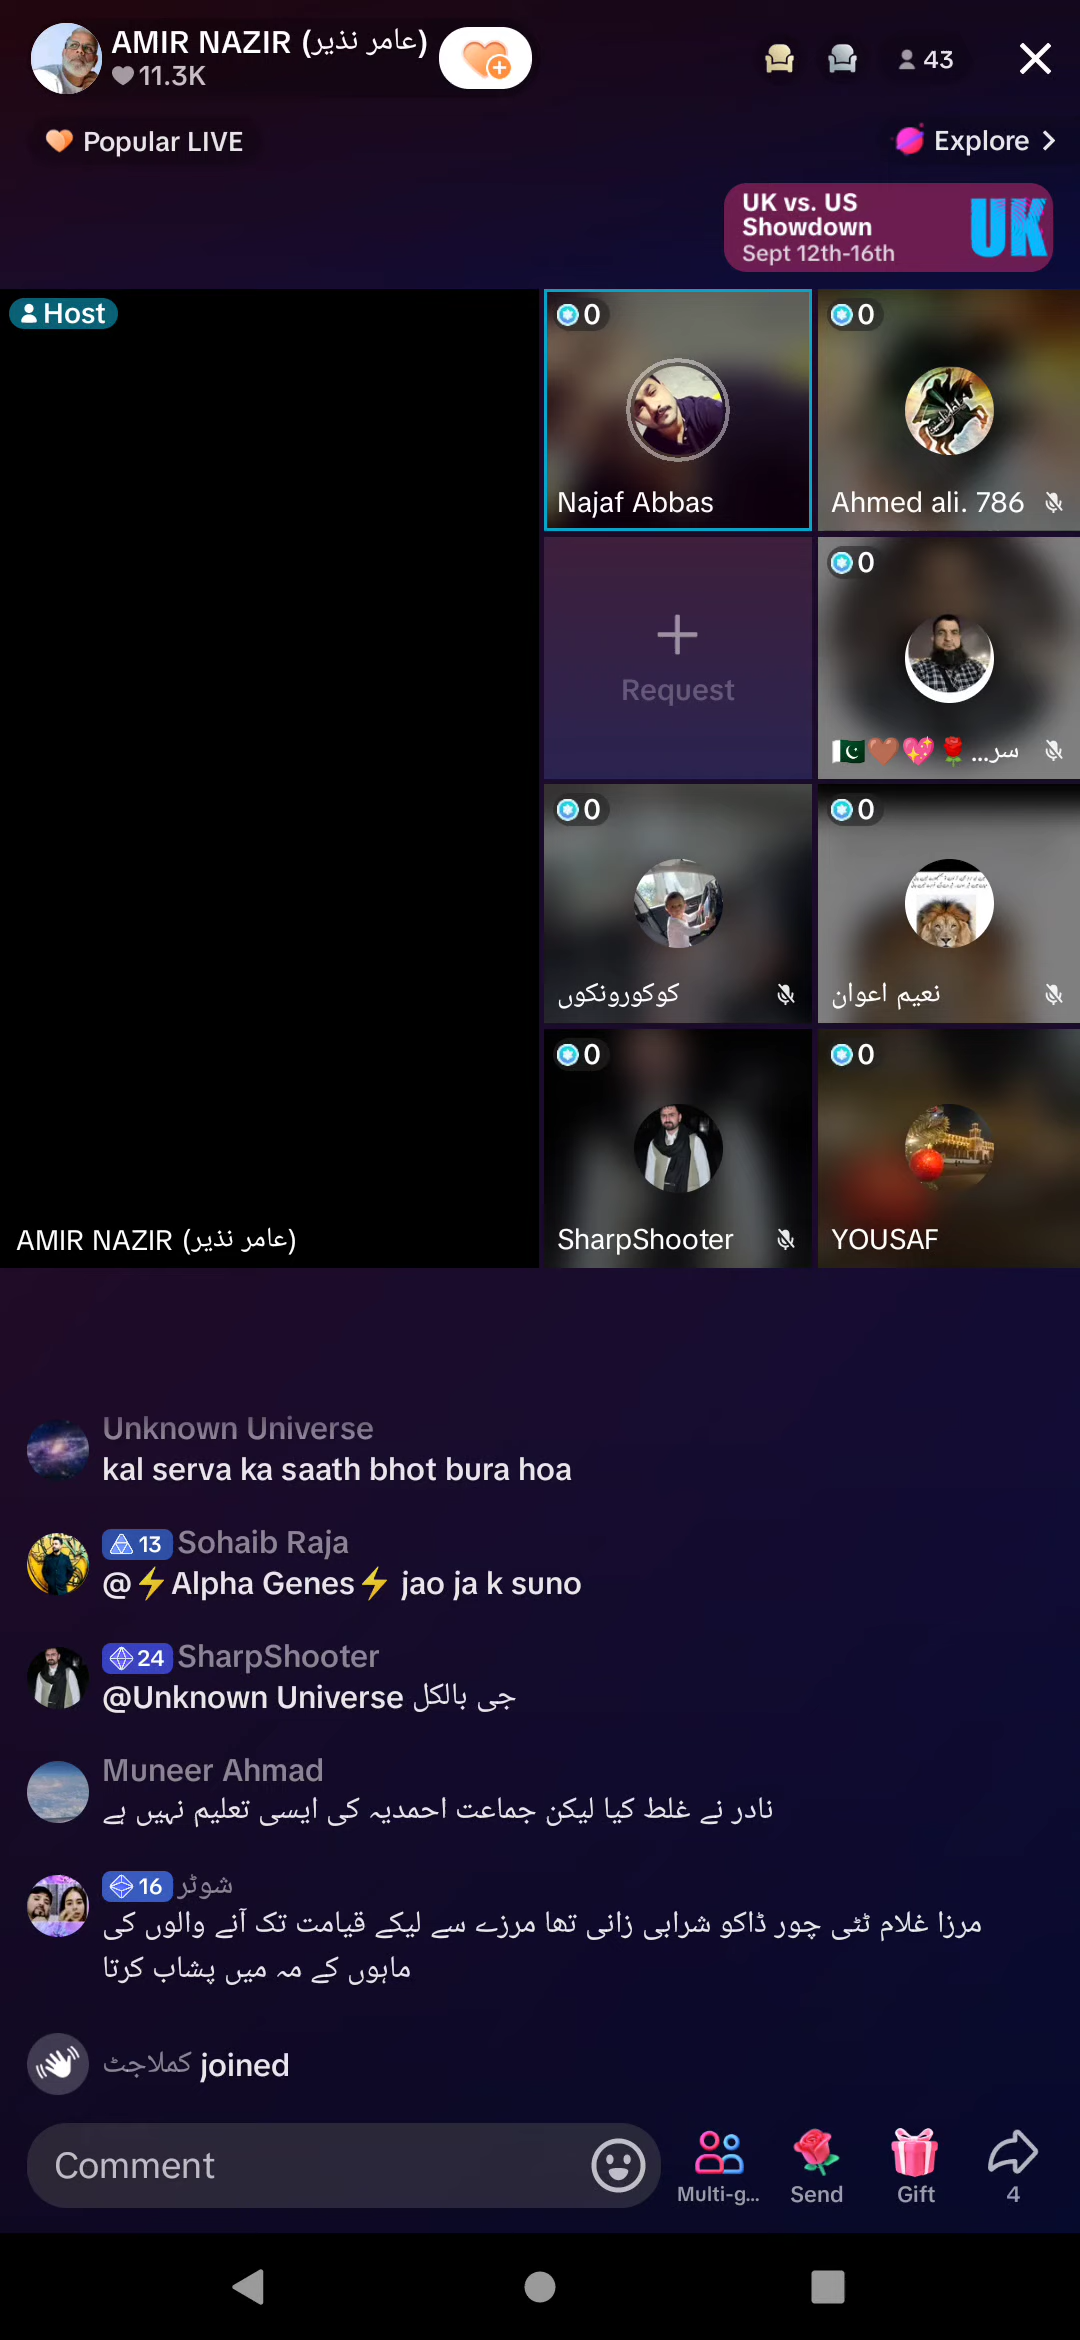 AMIR NAZIR (عامر نذیر)
11.3K
43
Popular LIVE
Explore
UK vs. US
Showdown
Sept 12th-16th
UK
Host
0
0
Najaf Abbas
Ahmed ali. 786
0
Request
🇵🇰🤎💖🌹...سر
0
0
کوکورونکوں
نعیم اعوان
0
0
AMIR NAZIR (عامر نذیر)
SharpShooter
YOUSAF
Unknown Universe
kal serva ka saath bhot bura hoa
13 Sohaib Raja
@⚡Alpha Genes⚡ jao ja k suno
24 SharpShooter
@Unknown Universe جی بالکل
Muneer Ahmad
نادر نے غلط کیا لیکن جماعت احمدیہ کی ایسی تعلیم نہیں ہے
16 شوٹر
مرزا غلام ٹٹی چور ڈاکو شرابی زانی تھا مرزے سے لیکے قیامت تک آنے والوں کی
ماہوں کے مہ میں پشاب کرتا
کملاجٹ joined
Comment
Multi-g...
Send
Gift
4